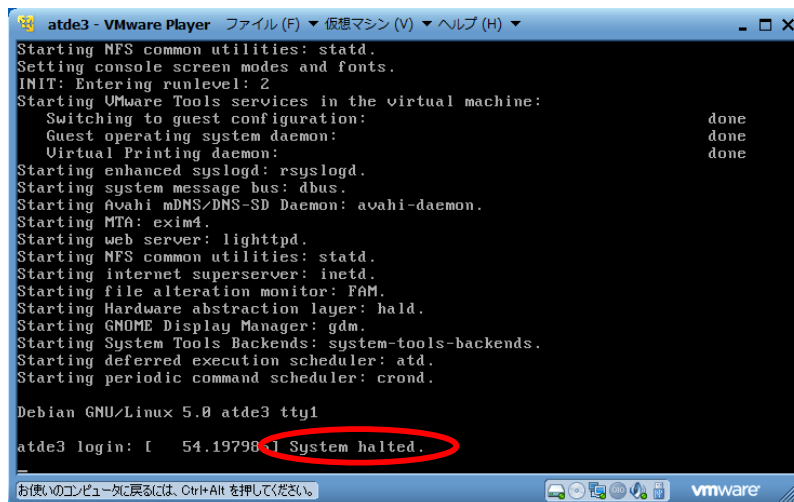 atde3 - VMware Player ファイル(F) ▼ 仮想マシン(V) ▼ ヘルプ(H) ▼
Starting NFS common utilities: statd.
Setting console screen modes and fonts.
INIT: Entering runlevel: 2
Starting VMware Tools services in the virtual machine:
Switching to guest configuration: done
Guest operating system daemon: done
Virtual Printing daemon: done
Starting enhanced syslogd: rsyslogd.
Starting system message bus: dbus.
Starting Avahi mDNS/DNS-SD Daemon: avahi-daemon.
Starting MTA: exim4.
Starting web server: lighttpd.
Starting NFS common utilities: statd.
Starting internet superserver: inetd.
Starting file alteration monitor: FAM.
Starting Hardware abstraction layer: hald.
Starting GNOME Display Manager: gdm.
Starting System Tools Backends: system-tools-backends.
Starting deferred execution scheduler: atd.
Starting periodic command scheduler: crond.
Debian GNU/Linux 5.0 atde3 tty1
atde3 login: [ System halted.
お使いのコンピュータに戻るには、Ctrl+Alt を押してください。 vmware